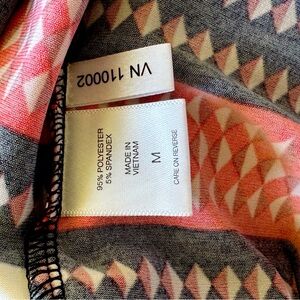 VN 110002
95% POLYESTER
5% SPANDEX
MADE IN
VIETNAM
M
CARE ON REVERSE